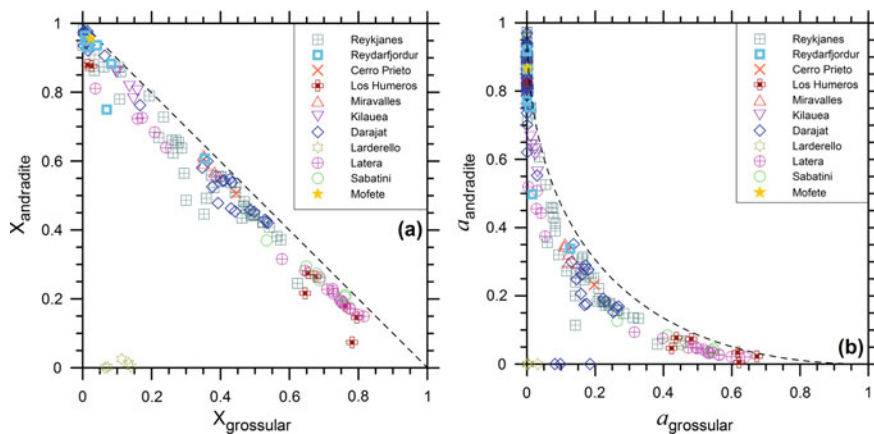 1
0.8
0.6
0.4
0.2
0
0
0.2
0.4
0.6
0.8
1
Xandradite
Xgrossular
Reykjanes
Reydarfjordur
Cerro Prieto
Los Humeros
Miravalles
Kilauea
Darajat
Larderello
Latera
Sabatini
Mofete
(a)
1
0.8
0.6
0.4
0.2
0
0
0.2
0.4
0.6
0.8
1
aandradite
agrossular
Reykjanes
Reydarfjordur
Cerro Prieto
Los Humeros
Miravalles
Kilauea
Darajat
Larderello
Latera
Sabatini
Mofete
(b)